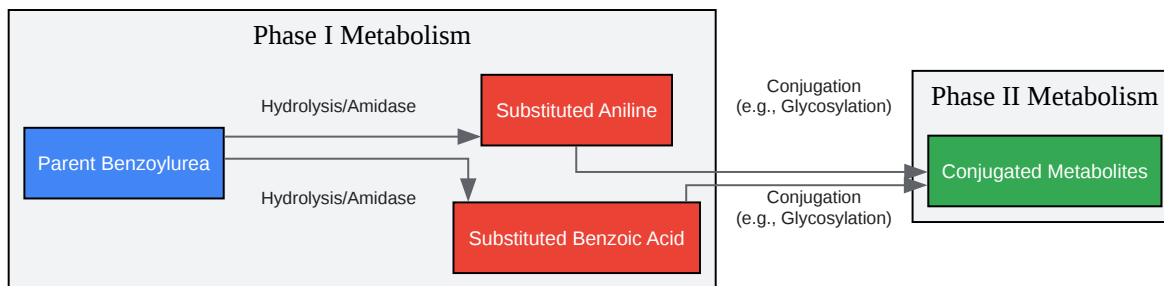 Phase I Metabolism
Parent Benzoylurea
Hydrolysis/Amidase
Hydrolysis/Amidase
Substituted Aniline
Substituted Benzoic Acid
Conjugation
(e.g., Glycosylation)
Conjugation
(e.g., Glycosylation)
Phase II Metabolism
Conjugated Metabolites